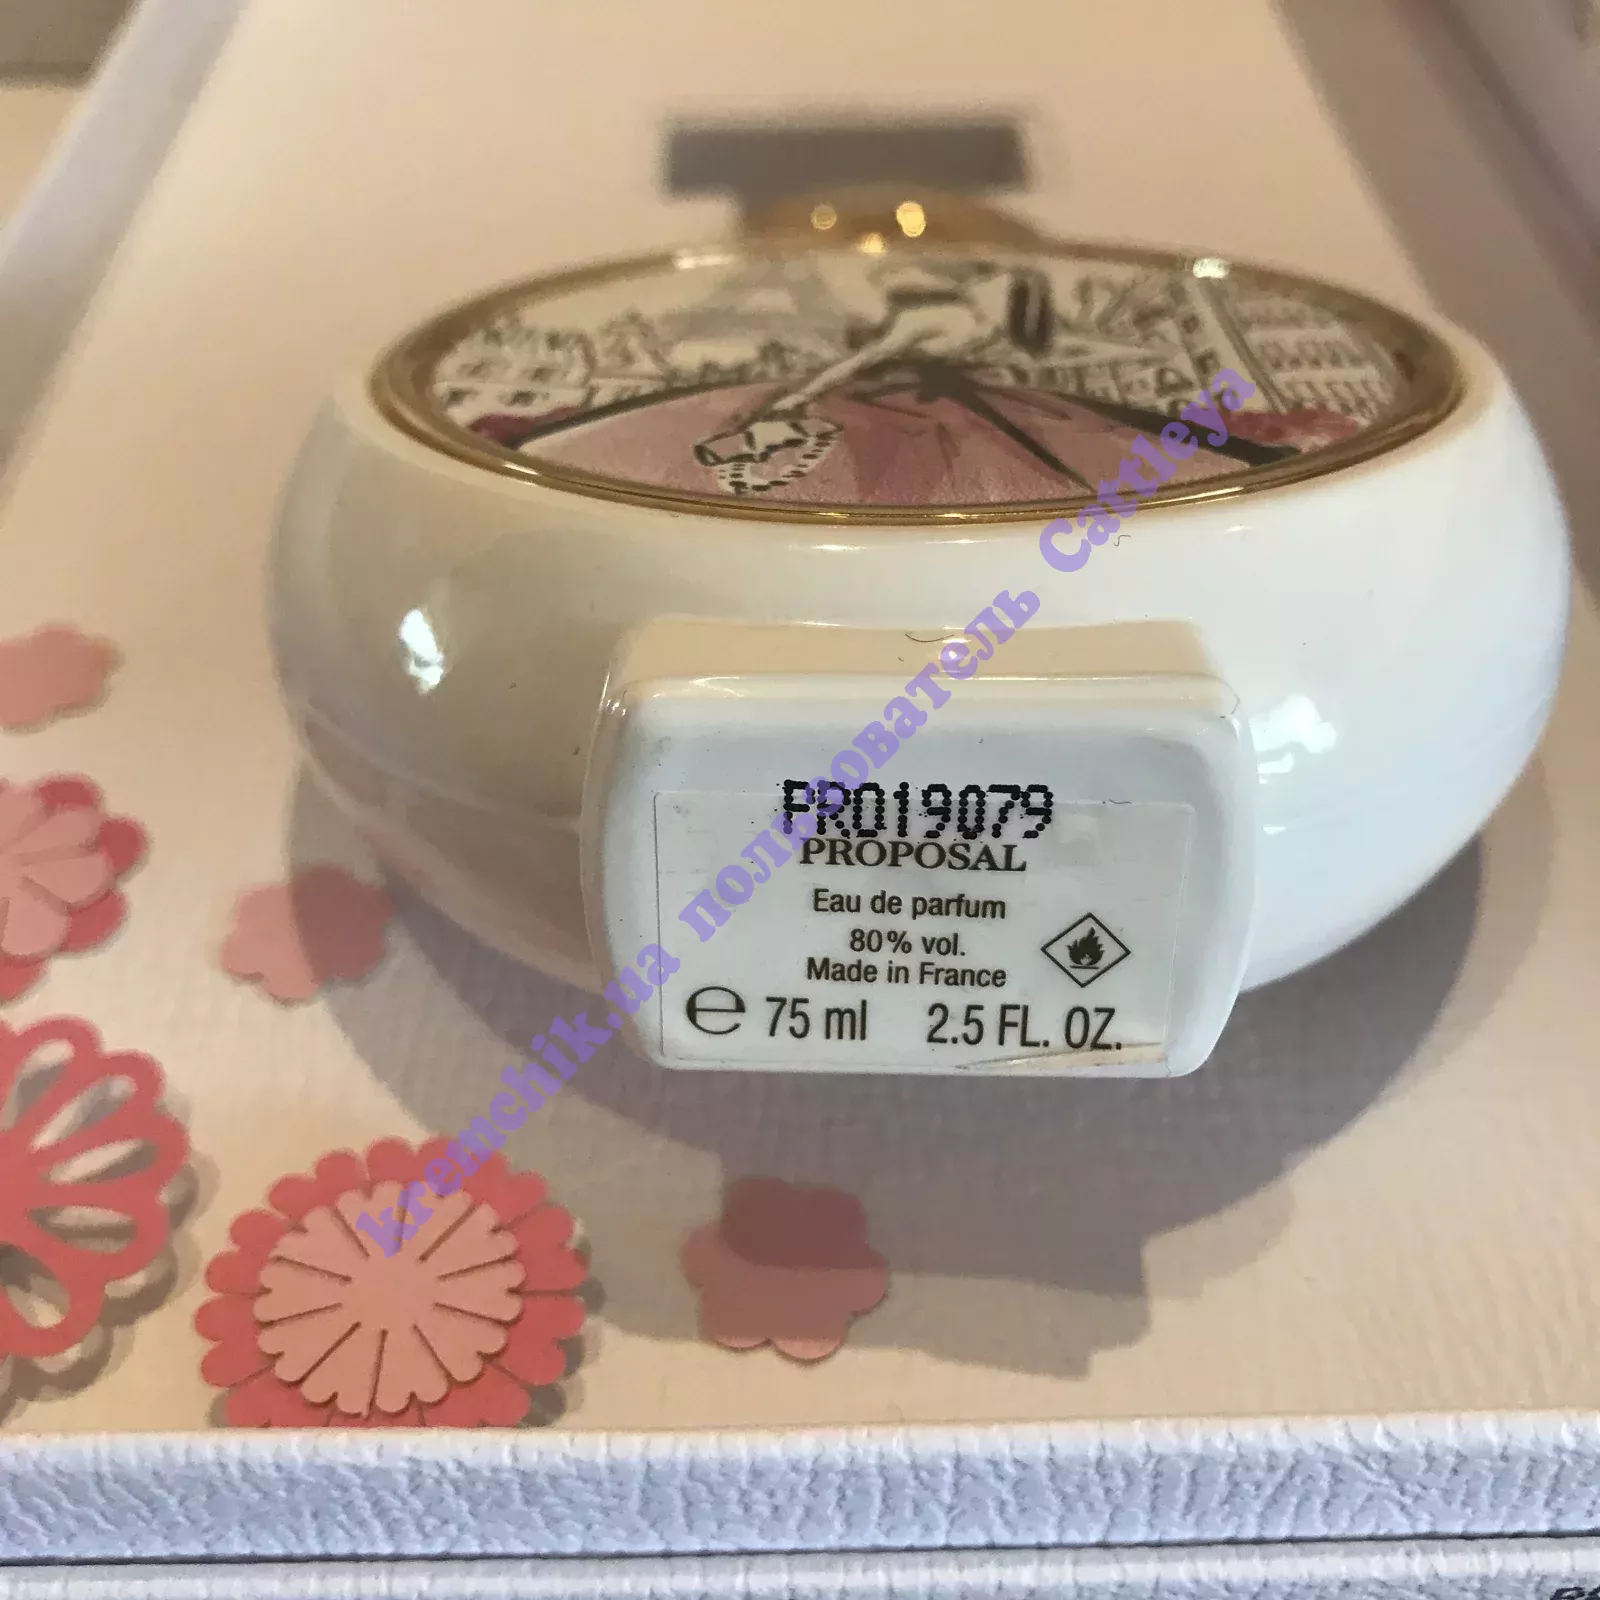 PR019079
PROPOSAL
Eau de parfum
80% vol.
Made in France
℮ 75 ml 2.5 FL. OZ.
kremchik.ua пользователь Cattleya